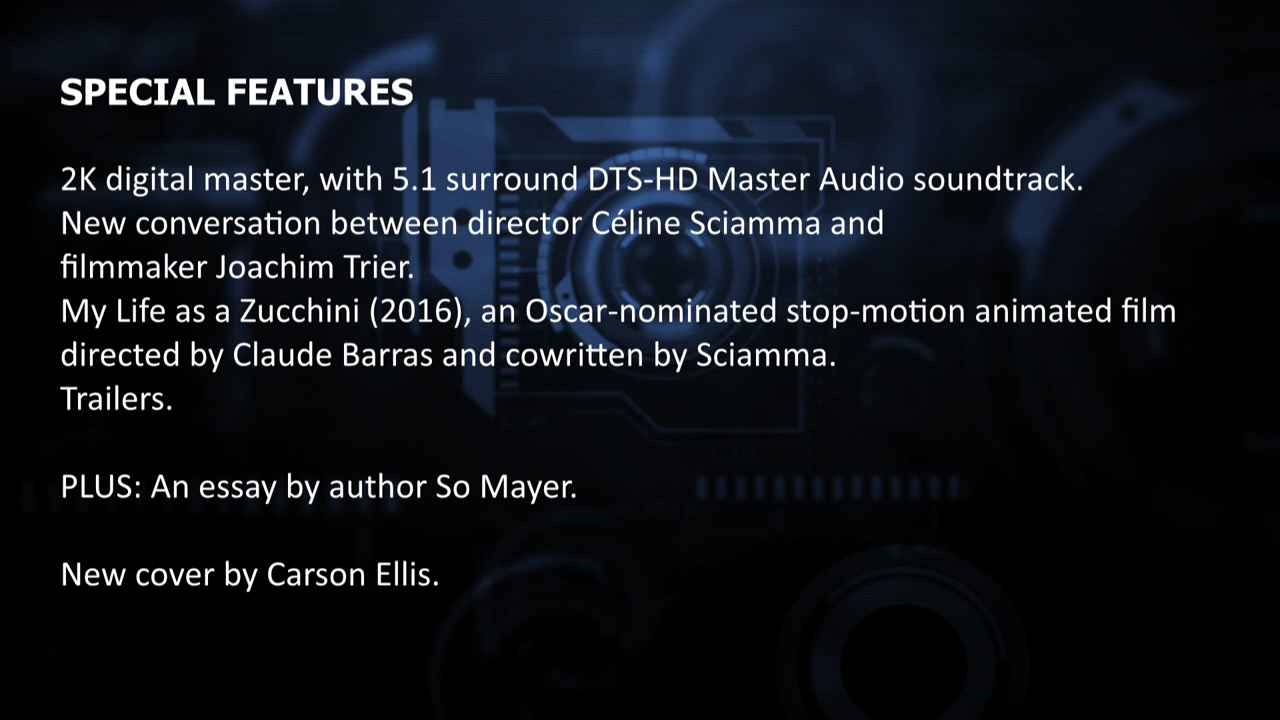 SPECIAL FEATURES
2K digital master, with 5.1 surround DTS-HD Master Audio soundtrack.
New conversation between director Céline Sciamma and
filmmaker Joachim Trier.
My Life as a Zucchini (2016), an Oscar-nominated stop-motion animated film
directed by Claude Barras and cowritten by Sciamma.
Trailers.
PLUS: An essay by author So Mayer.
New cover by Carson Ellis.